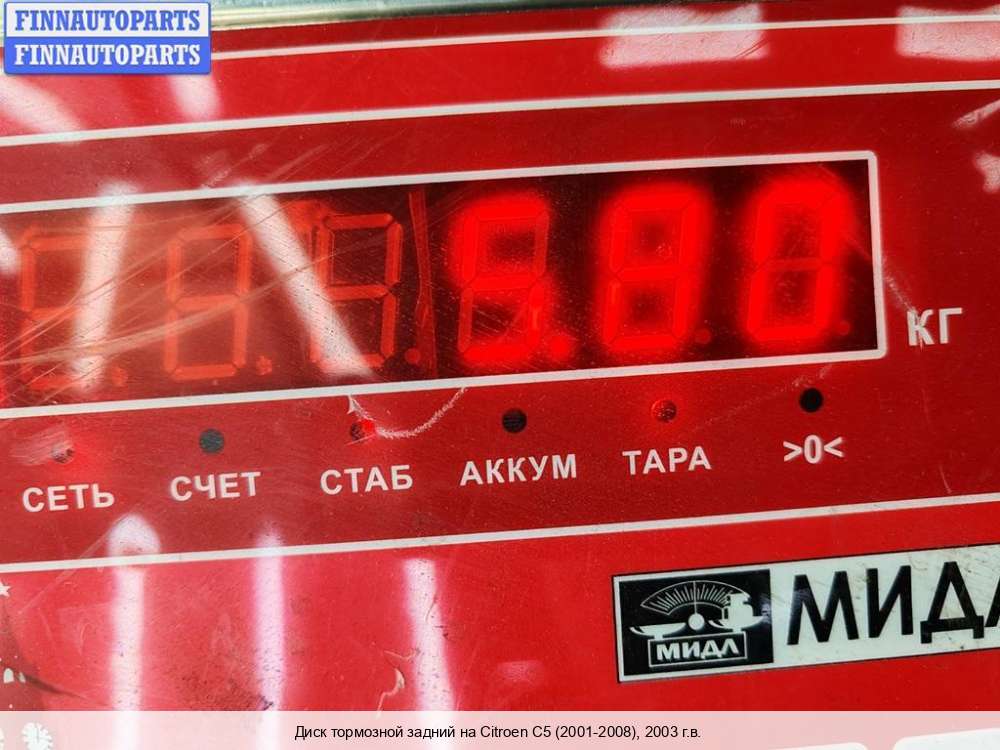 FINNAUTOPARTS
FINNAUTOPARTS
КГ
СЕТЬ СЧЕТ СТАБ АККУМ ТАРА >0<
МИДЛ МИДЛ
Диск тормозной задний на Citroen C5 (2001-2008), 2003 г.в.